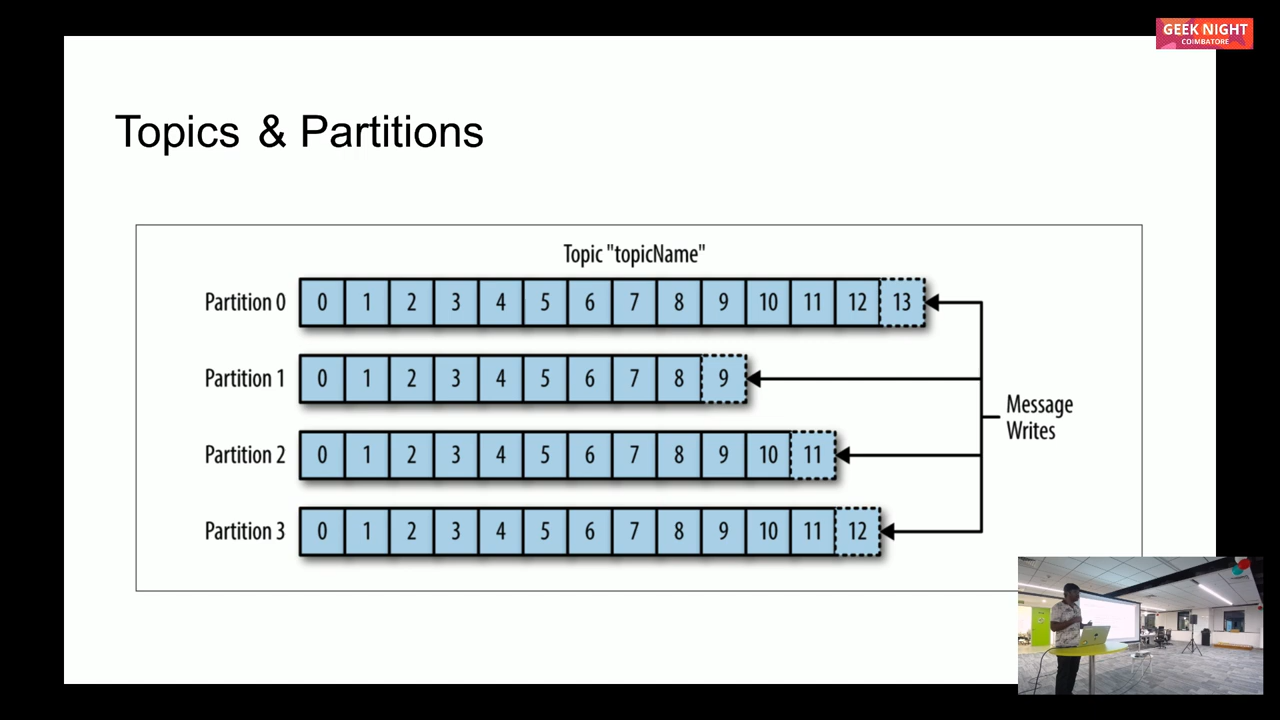 GEEK NIGHT
COIMBATORE
Topics & Partitions
Topic "topicName"
Partition 0 0 1 2 3 4 5 6 7 8 9 10 11 12 13
Partition 1 0 1 2 3 4 5 6 7 8 9
Partition 2 0 1 2 3 4 5 6 7 8 9 10 11
Partition 3 0 1 2 3 4 5 6 7 8 9 10 11 12
Message
Writes